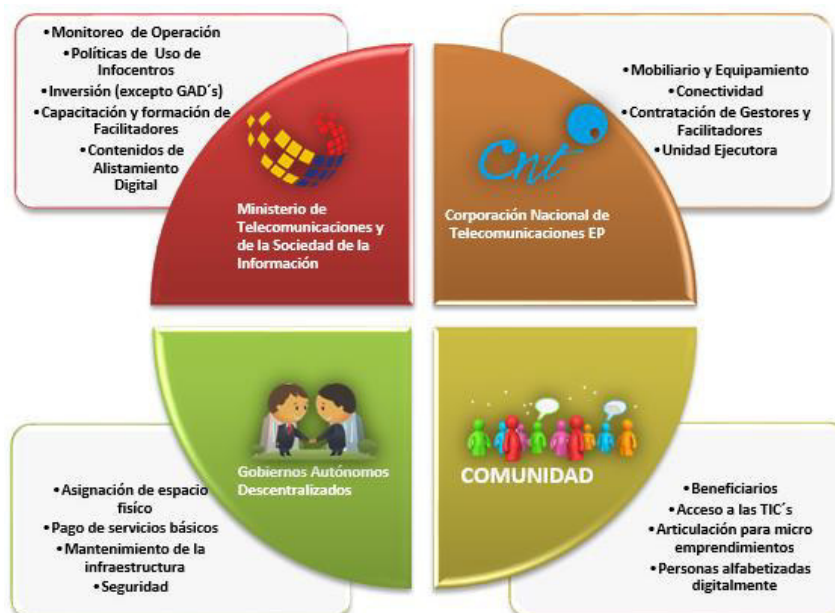 •Monitoreo de Operación
•Políticas de Uso de
Infocentros
•Inversión (excepto GAD´s)
•Capacitación y formación de
Facilitadores
•Contenidos de
Alistamiento
Digital
Ministerio de
Telecomunicaciones y
de la Sociedad de la
Información
•Mobiliario y Equipamiento
•Conectividad
•Contratación de Gestores y
Facilitadores
•Unidad Ejecutora
Cnt
Corporación Nacional de
Telecomunicaciones EP
•Asignación de espacio
fisíco
•Pago de servicios básicos
•Mantenimiento de la
infraestructura
•Seguridad
Gobiernos Autónomos
Descentralizados
COMUNIDAD
•Beneficiarios
•Acceso a las TIC´s
•Articulación para micro
emprendimientos
•Personas alfabetizadas
digitalmente